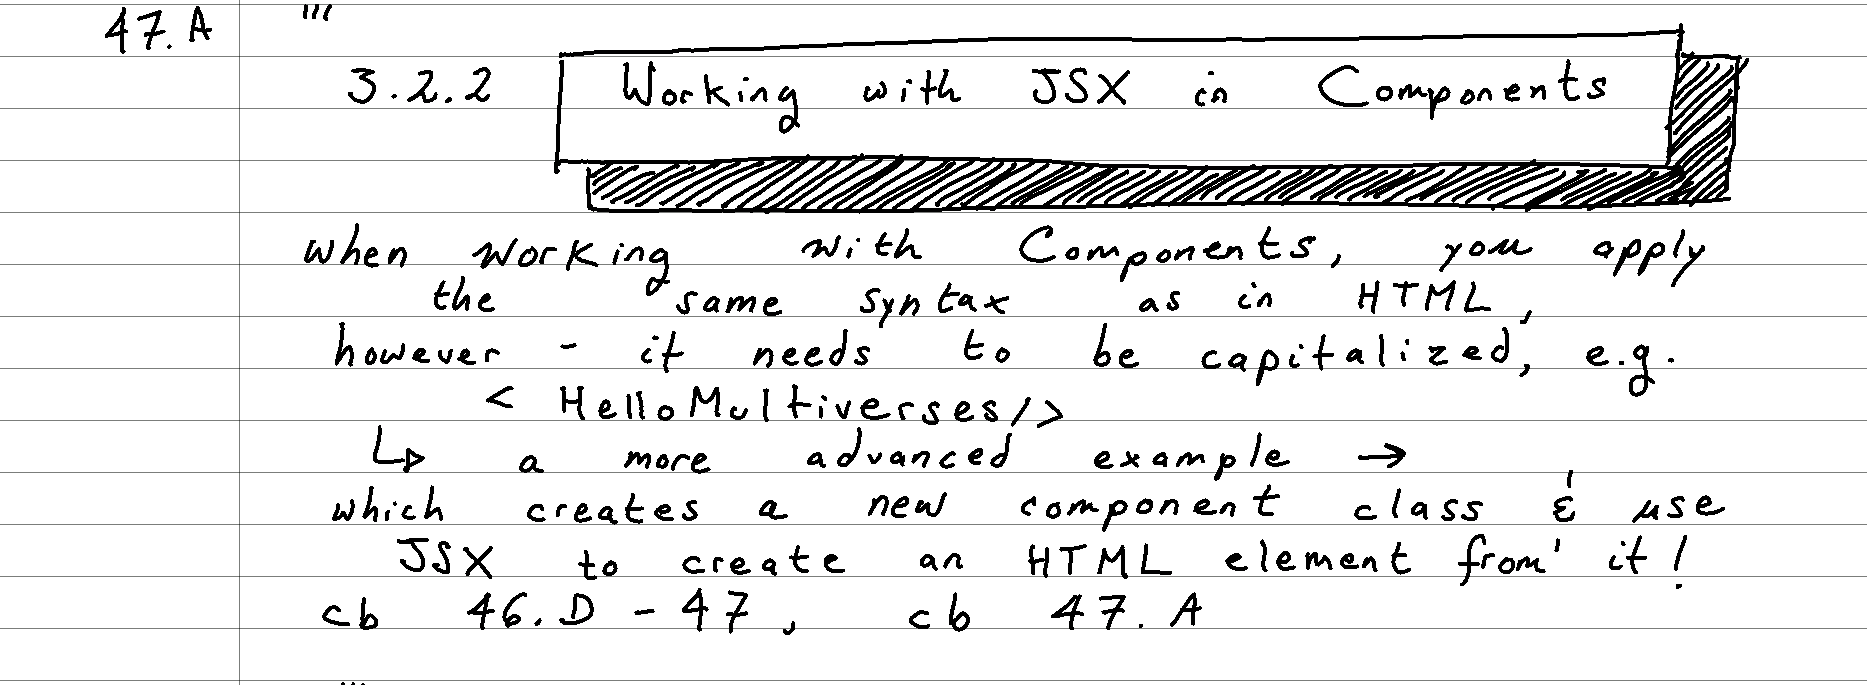 47. A "'
3.2.2 Working with JSX in Components
when working with Components, you apply
the same syntax as in HTML,
however - it needs to be capitalized, e.g.
< HelloMultiverses/>
↳ a more advanced example →
which creates a new component class & use
JSX to create an HTML element from' it!
cb 46.D - 47, cb 47. A
"'